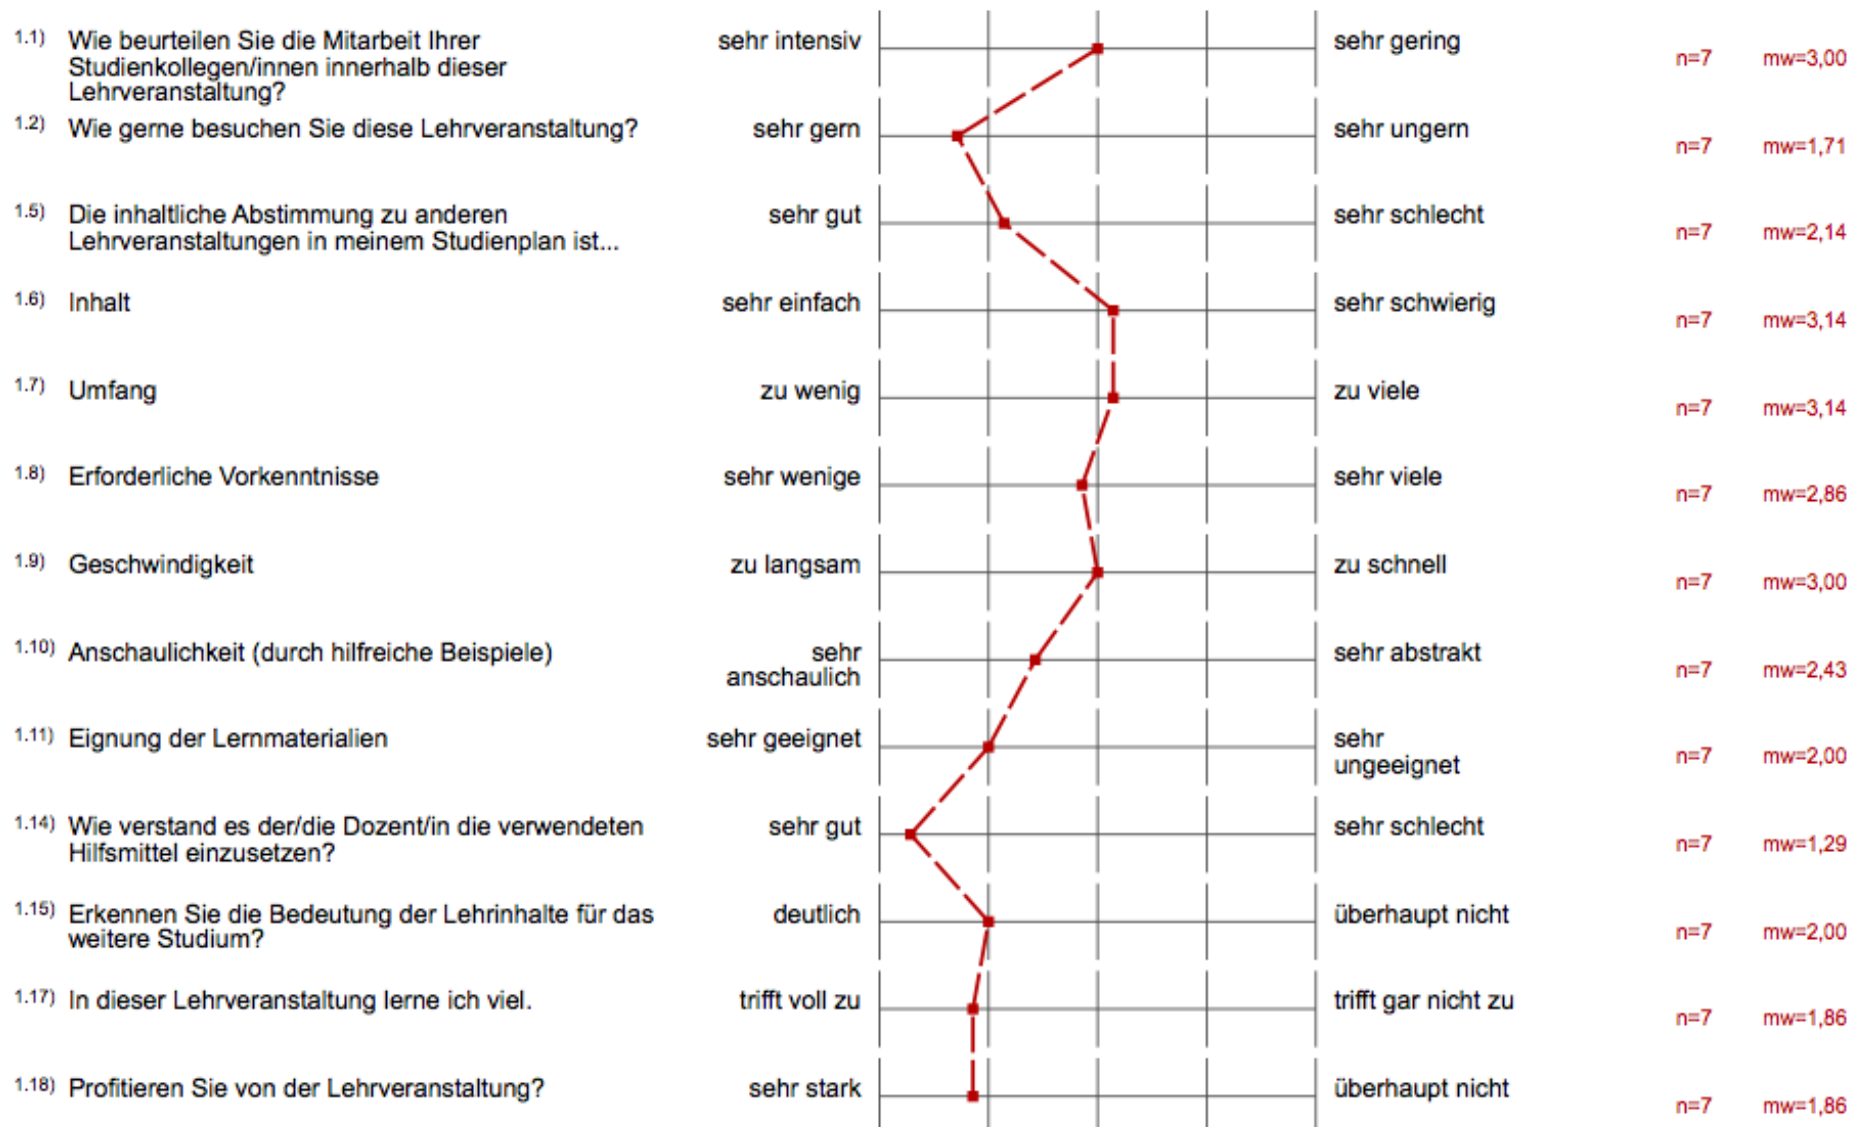 1.1) Wie beurteilen Sie die Mitarbeit Ihrer sehr intensiv sehr gering n=7 mw=3,00
Studienkollegen/innen innerhalb dieser
Lehrveranstaltung?
1.2) Wie gerne besuchen Sie diese Lehrveranstaltung? sehr gern sehr ungern n=7 mw=1,71
1.5) Die inhaltliche Abstimmung zu anderen sehr gut sehr schlecht n=7 mw=2,14
Lehrveranstaltungen in meinem Studienplan ist...
1.6) Inhalt sehr einfach sehr schwierig n=7 mw=3,14
1.7) Umfang zu wenig zu viele n=7 mw=3,14
1.8) Erforderliche Vorkenntnisse sehr wenige sehr viele n=7 mw=2,86
1.9) Geschwindigkeit zu langsam zu schnell n=7 mw=3,00
1.10) Anschaulichkeit (durch hilfreiche Beispiele) sehr sehr abstrakt n=7 mw=2,43
anschaulich
1.11) Eignung der Lernmaterialien sehr geeignet sehr n=7 mw=2,00
ungeeignet
1.14) Wie verstand es der/die Dozent/in die verwendeten sehr gut sehr schlecht n=7 mw=1,29
Hilfsmittel einzusetzen?
1.15) Erkennen Sie die Bedeutung der Lehrinhalte für das deutlich überhaupt nicht n=7 mw=2,00
weitere Studium?
1.17) In dieser Lehrveranstaltung lerne ich viel. trifft voll zu trifft gar nicht zu n=7 mw=1,86
1.18) Profitieren Sie von der Lehrveranstaltung? sehr stark überhaupt nicht n=7 mw=1,86